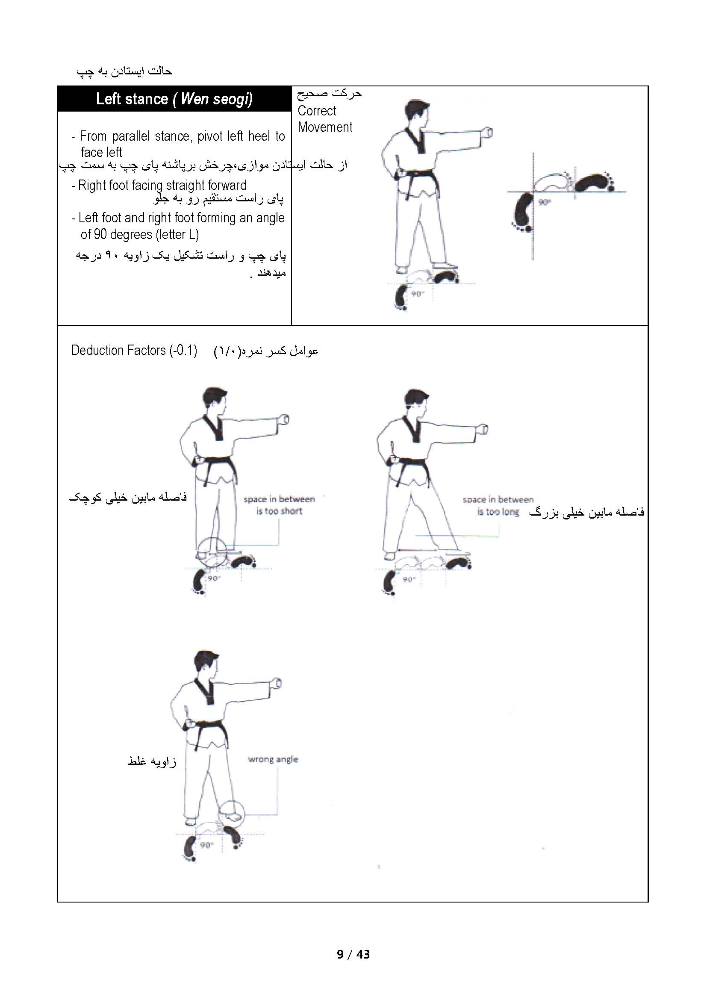 حالت ایستادن به چپ
Left stance ( Wen seogi)
- From parallel stance, pivot left heel to
face left
از حالت ایستادن موازی،چرخش برپاشنه پای چپ به سمت چپ
- Right foot facing straight forward
پای راست مستقیم رو به جلو
- Left foot and right foot forming an angle
of 90 degrees (letter L)
پای چپ و راست تشکیل یک زاویه ۹۰ درجه
میدهند .
حرکت صحیح
Correct
Movement
90°
90°
Deduction Factors (-0.1) عوامل کسر نمره(۱/۰)
فاصله مابین خیلی کوچک
space in between
is too short
90°
space in between
is too long فاصله مابین خیلی بزرگ
90°
زاویه غلط
wrong angle
90°
9 / 43